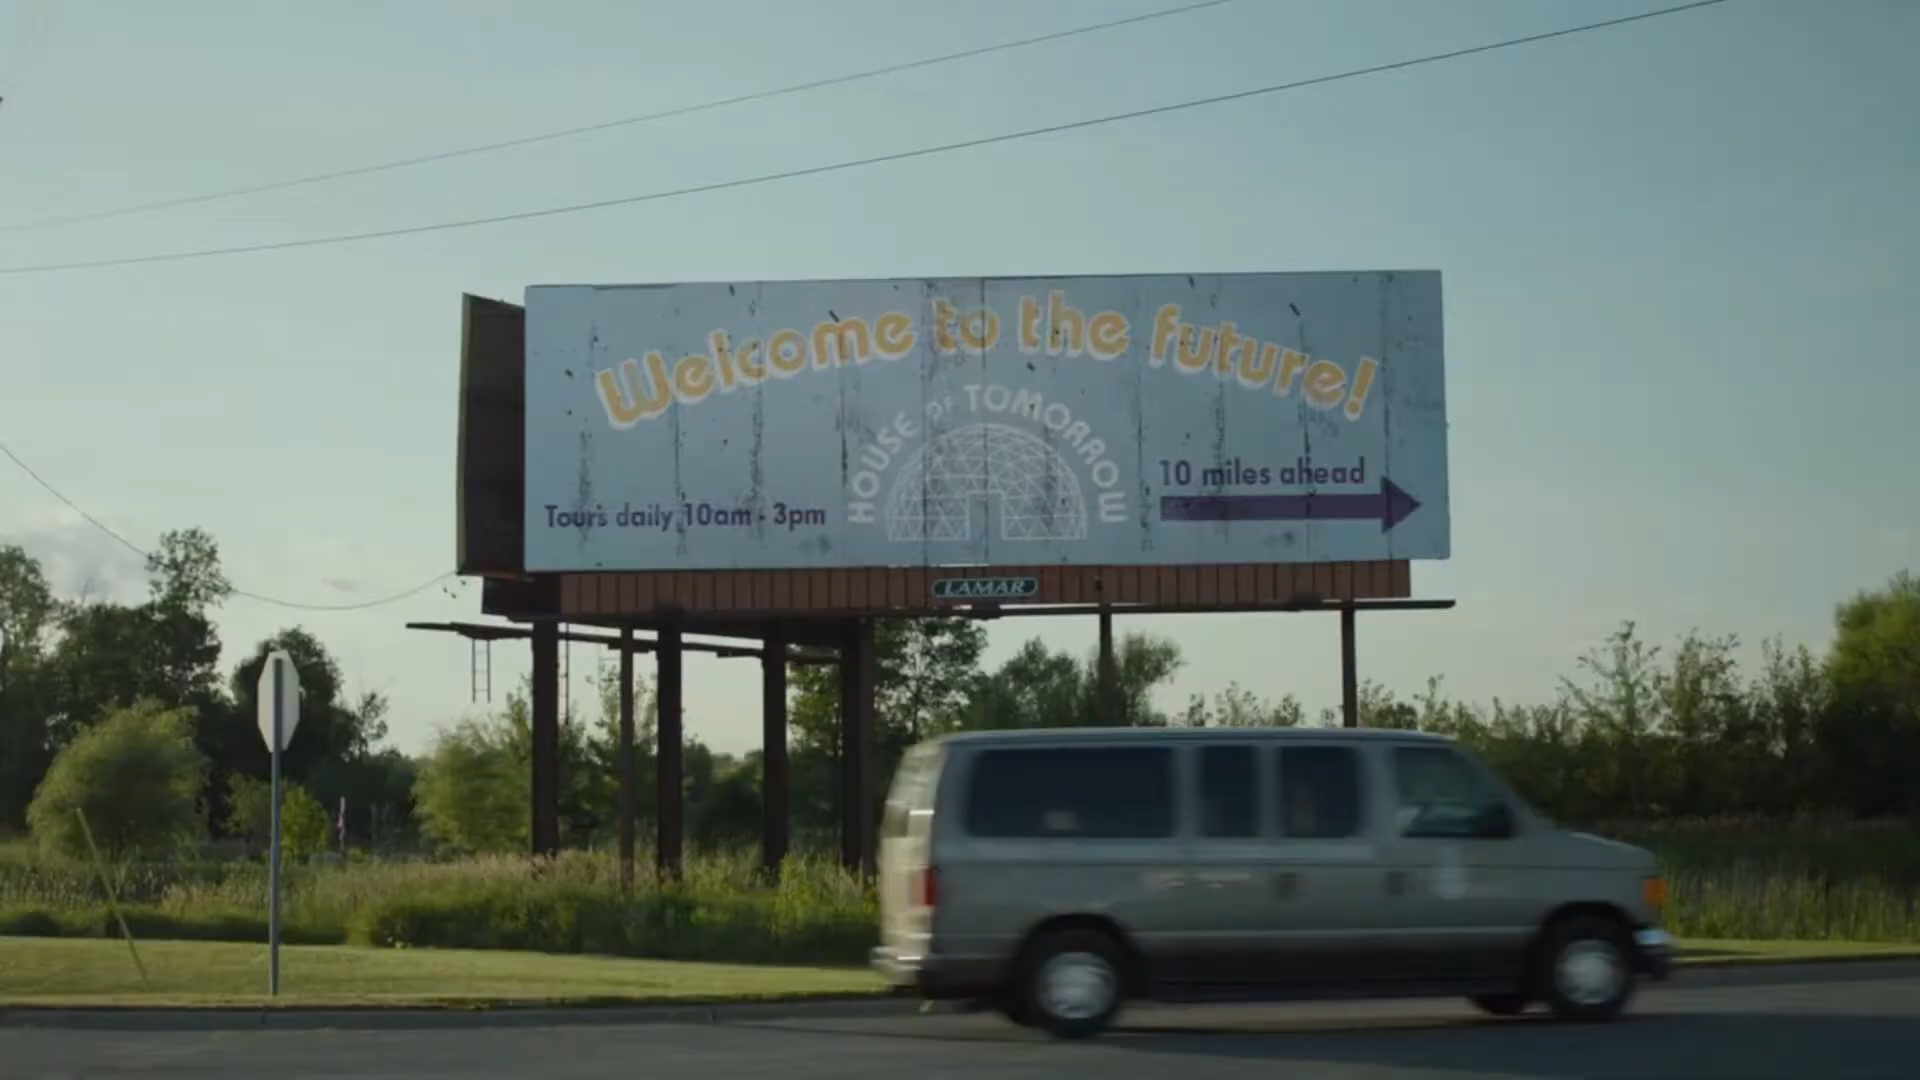 Welcome to the future!
HOUSE OF TOMORROW
10 miles ahead
Tours daily 10am - 3pm
LAMAR